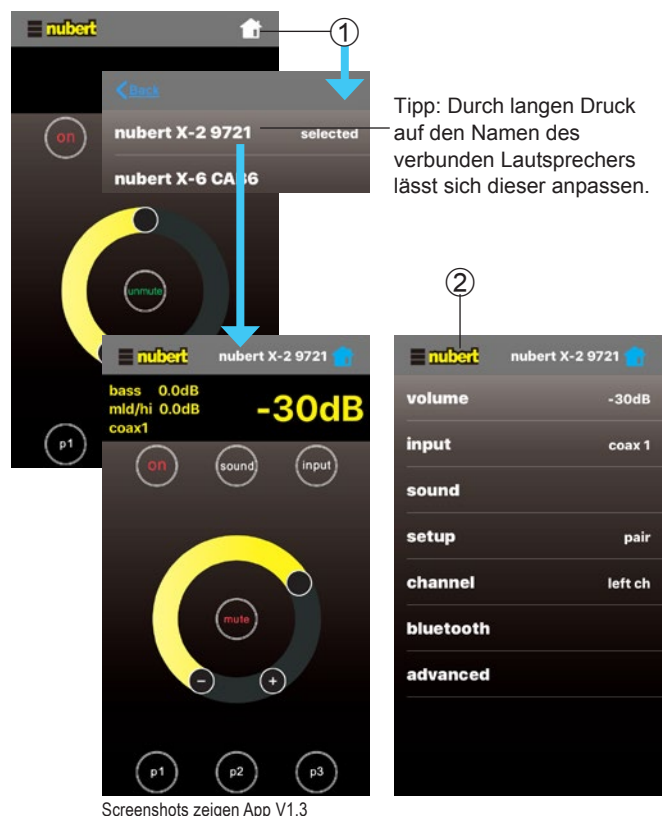 nubert
1
Back
nubert X-2 9721 selected
nubert X-6 CAB6
on
unmute
p1
Tipp: Durch langen Druck
auf den Namen des
verbunden Lautsprechers
lässt sich dieser anpassen.
nubert nubert X-2 9721
bass 0.0dB
mid/hi 0.0dB
coax1
-30dB
on sound input
mute
- +
p1 p2 p3
2
nubert nubert X-2 9721
volume -30dB
input coax 1
sound
setup pair
channel left ch
bluetooth
advanced
Screenshots zeigen App V1.3